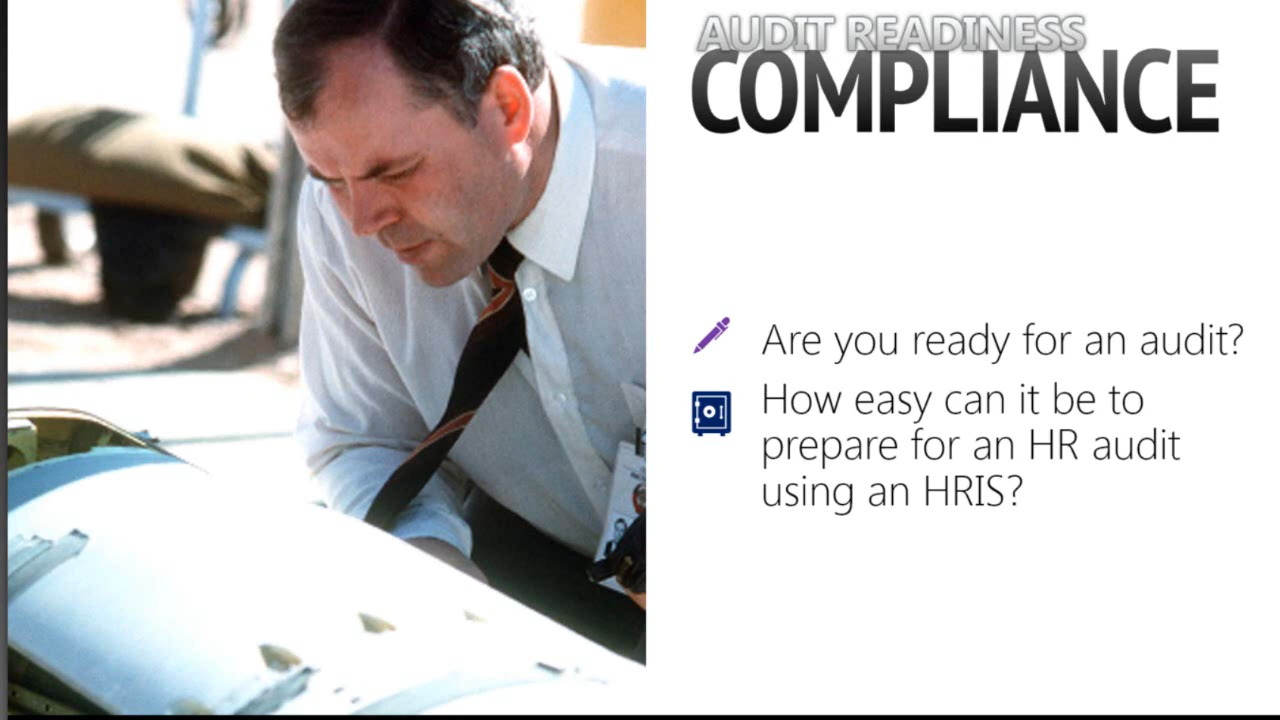 AUDIT READINESS
COMPLIANCE
Are you ready for an audit?
How easy can it be to
prepare for an HR audit
using an HRIS?